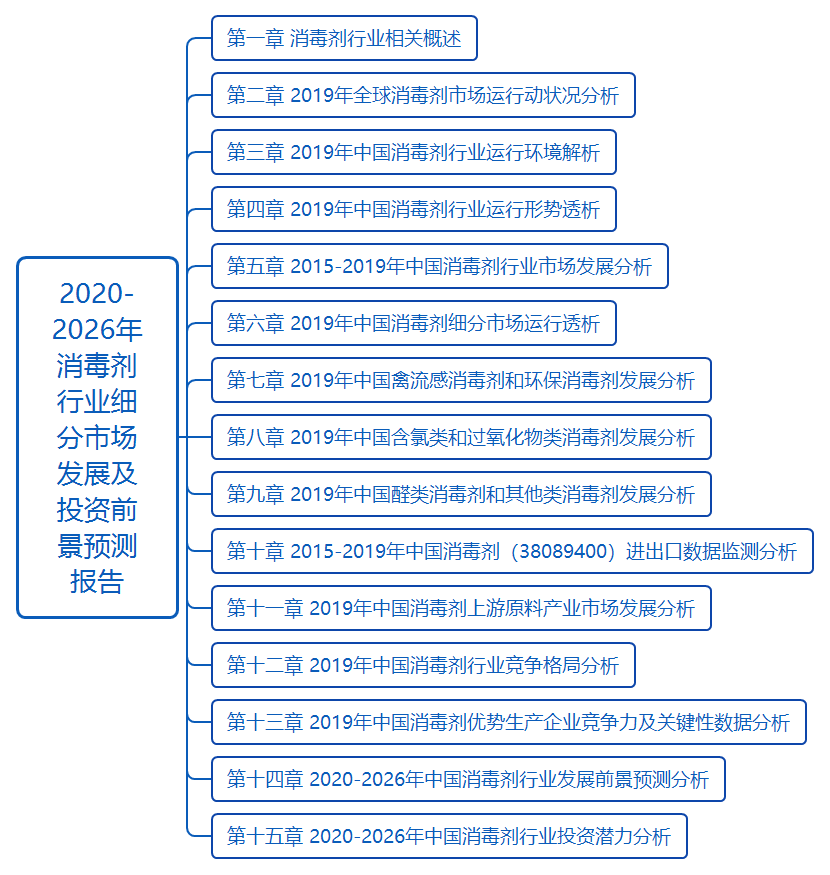 2020-
2026年
消毒剂
行业细
分市场
发展及
投资前
景预测
报告
第一章 消毒剂行业相关概述
第二章 2019年全球消毒剂市场运行动状况分析
第三章 2019年中国消毒剂行业运行环境解析
第四章 2019年中国消毒剂行业运行形势透析
第五章 2015-2019年中国消毒剂行业市场发展分析
第六章 2019年中国消毒剂细分市场运行透析
第七章 2019年中国禽流感消毒剂和环保消毒剂发展分析
第八章 2019年中国含氯类和过氧化物类消毒剂发展分析
第九章 2019年中国醛类消毒剂和其他类消毒剂发展分析
第十章 2015-2019年中国消毒剂（38089400）进出口数据监测分析
第十一章 2019年中国消毒剂上游原料产业市场发展分析
第十二章 2019年中国消毒剂行业竞争格局分析
第十三章 2019年中国消毒剂优势生产企业竞争力及关键性数据分析
第十四章 2020-2026年中国消毒剂行业发展前景预测分析
第十五章 2020-2026年中国消毒剂行业投资潜力分析